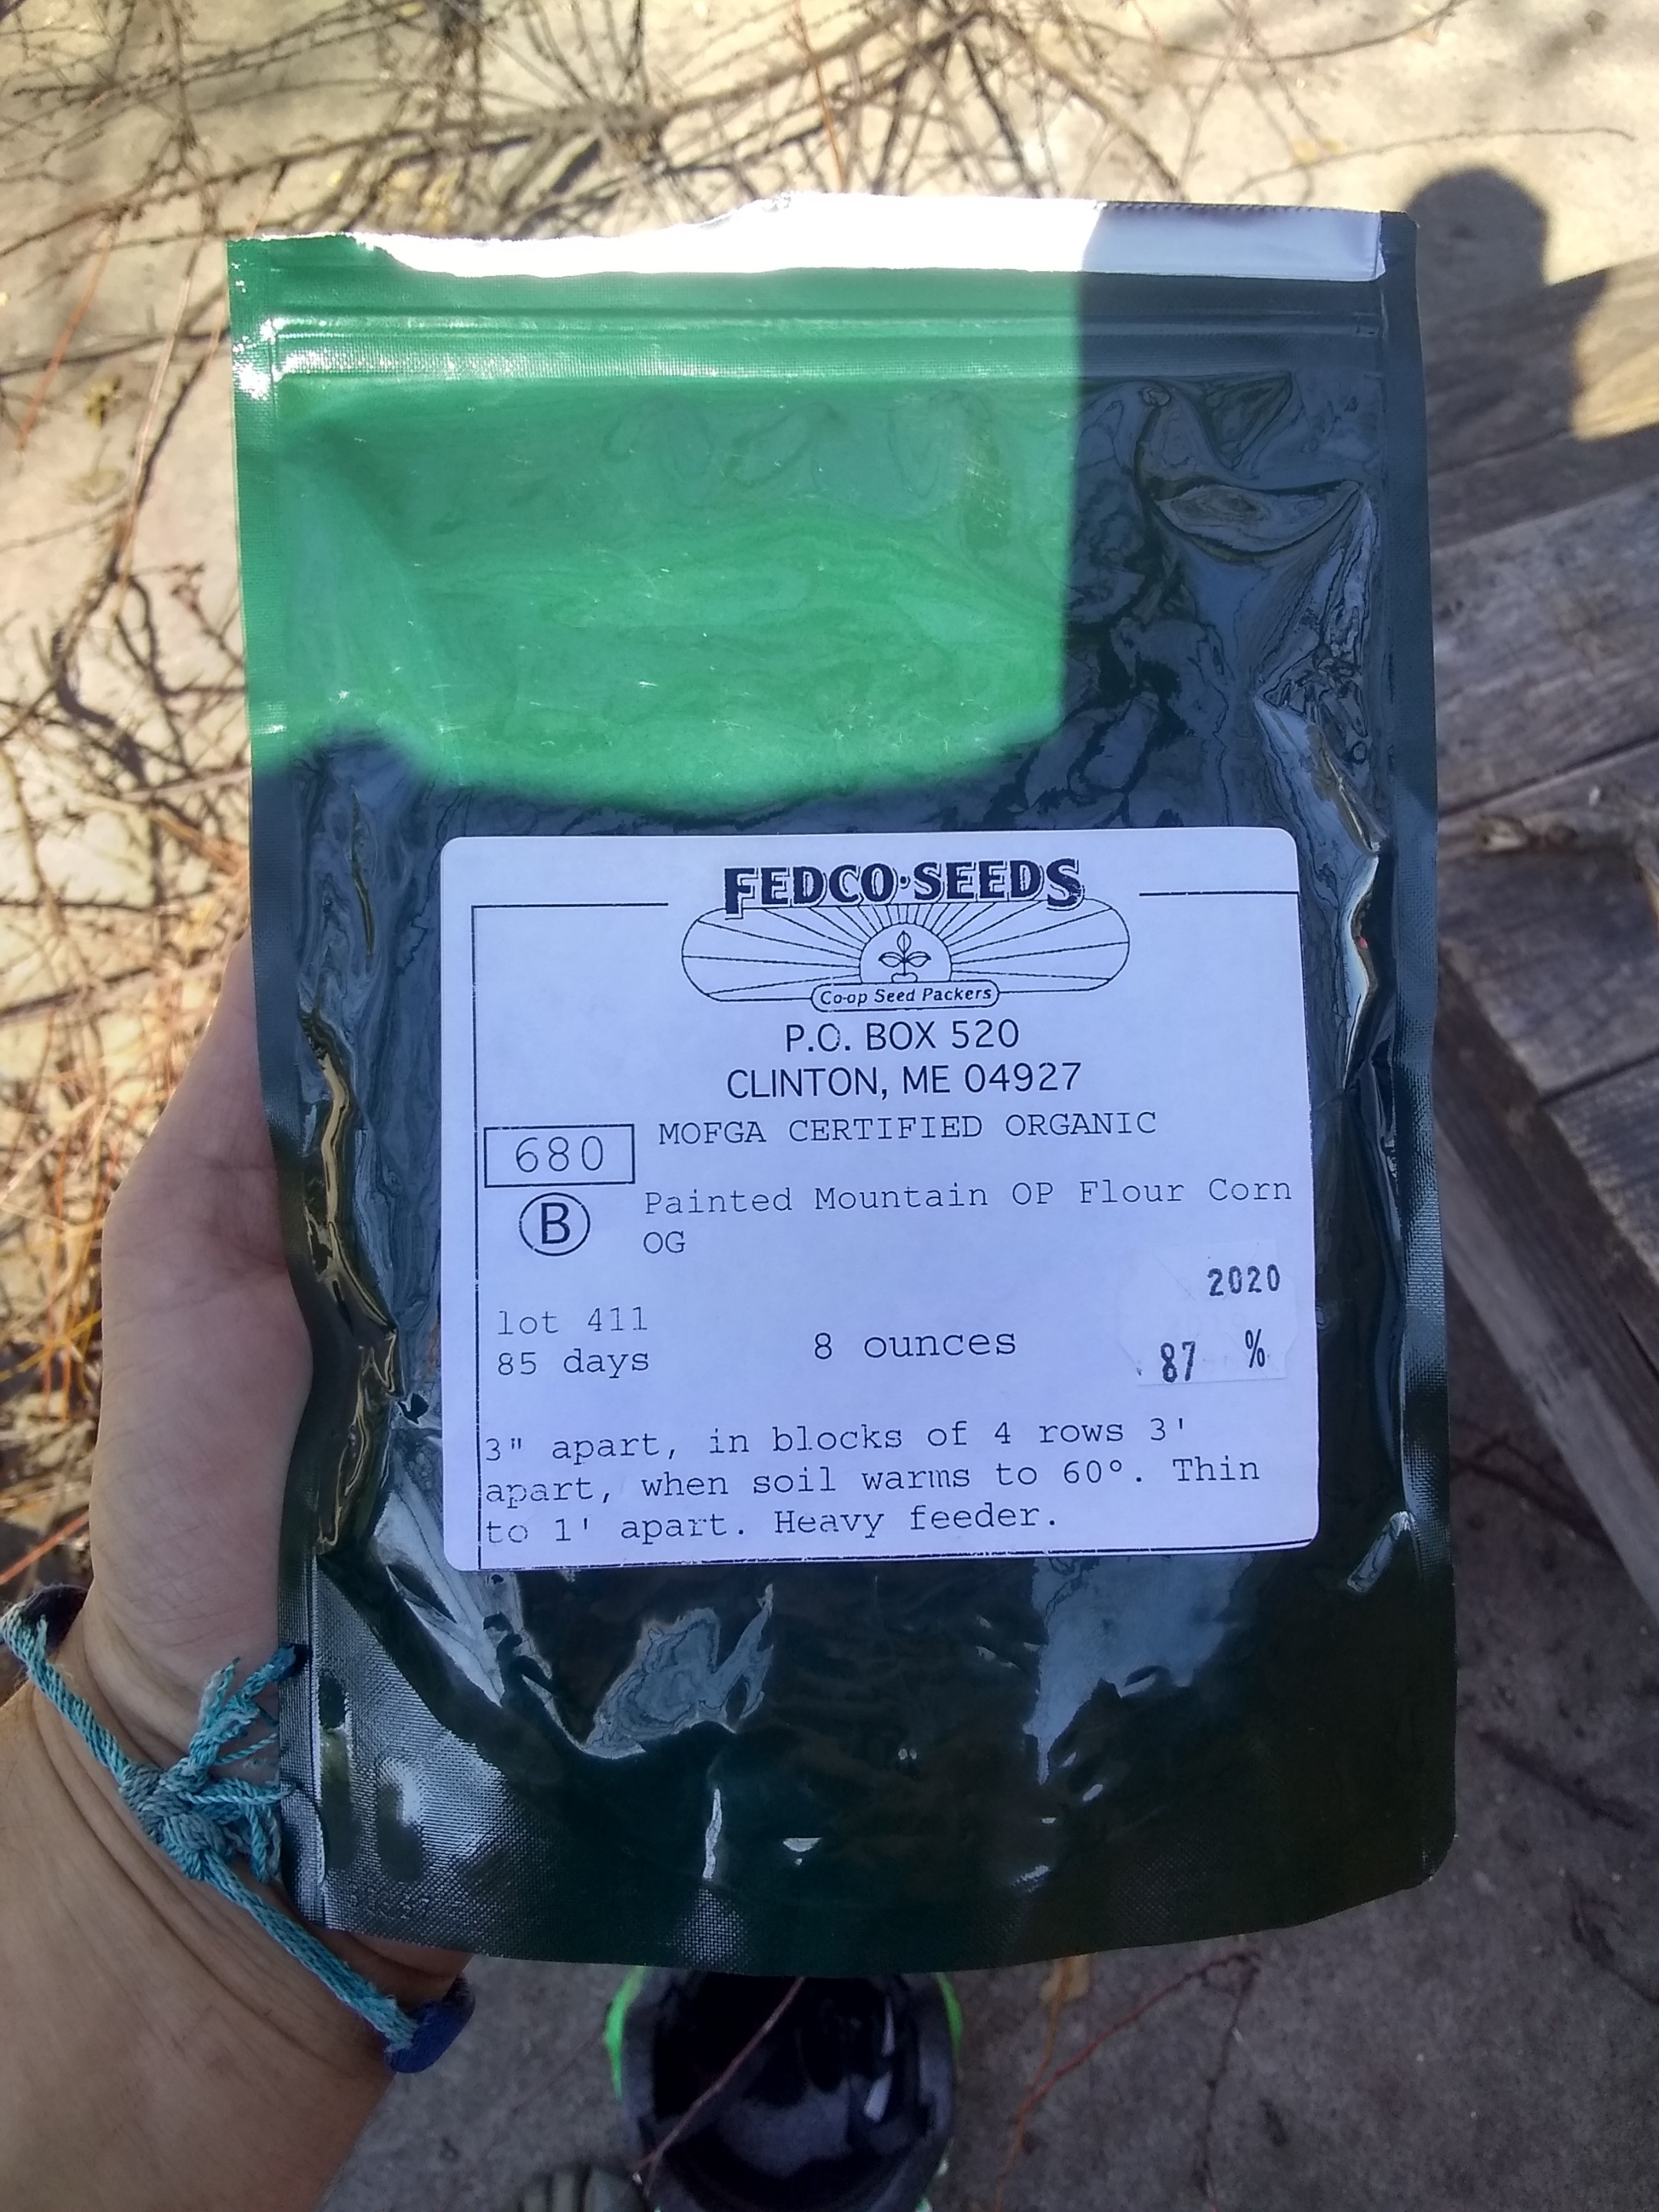 FEDCO·SEEDS
Co-op Seed Packers
P.O. BOX 520
CLINTON, ME 04927
680
MOFGA CERTIFIED ORGANIC
B
Painted Mountain OP Flour Corn
OG
2020
lot 411
85 days
8 ounces
87 %
3" apart, in blocks of 4 rows 3'
apart, when soil warms to 60°. Thin
to 1' apart. Heavy feeder.